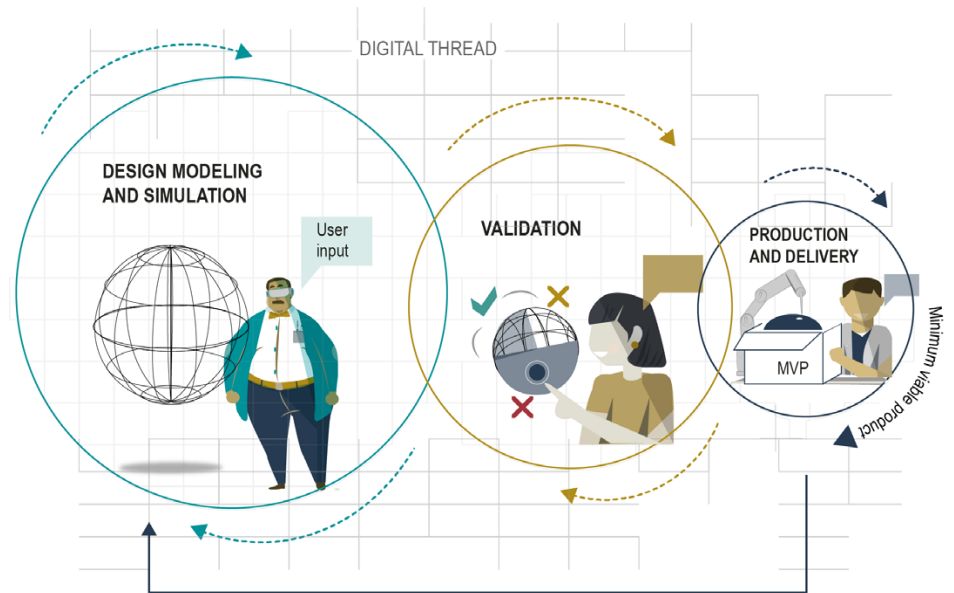 DIGITAL THREAD
DESIGN MODELING
AND SIMULATION
User
input
VALIDATION
PRODUCTION
AND DELIVERY
MVP
Minimum viable product